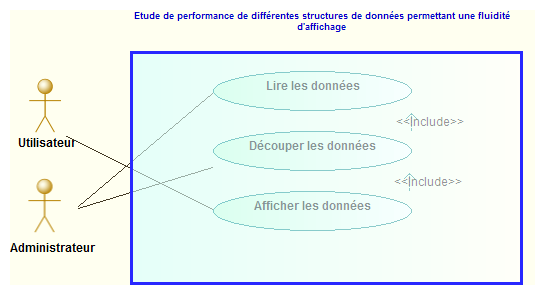 Etude de performance de différentes structures de données permettant une fluidité
d'affichage
Lire les données
<<include>>
Utilisateur
Découper les données
<<include>>
Afficher les données
Administrateur